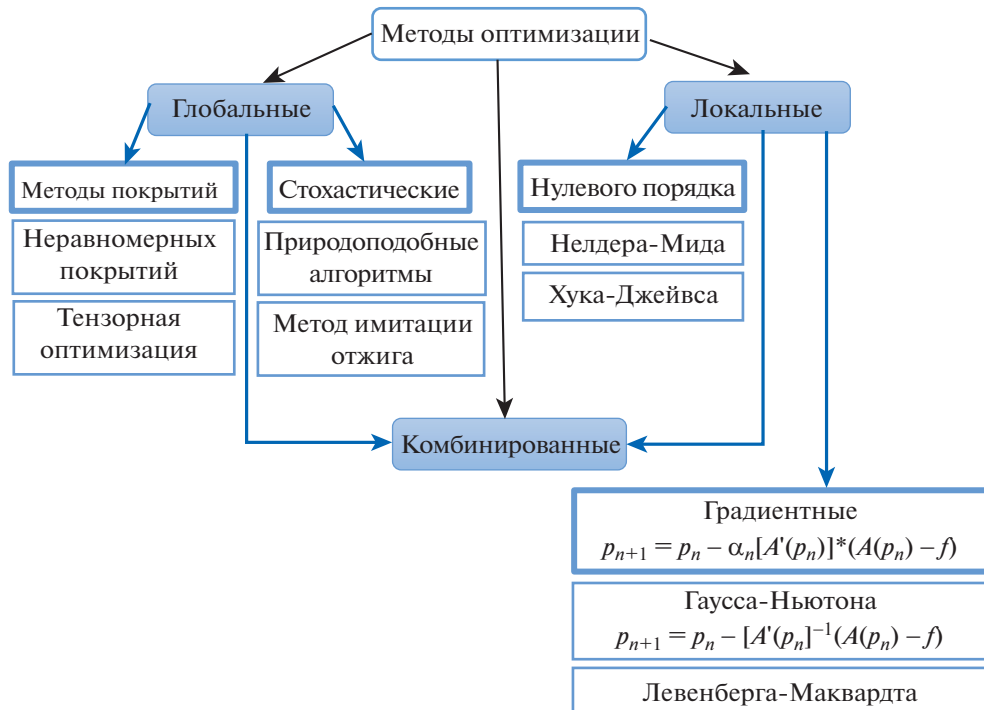 Методы оптимизации
Глобальные
Локальные
Методы покрытий
Стохастические
Нулевого порядка
Неравномерных
покрытий
Природоподобные
алгоритмы
Нелдера-Мида
Хука-Джейвса
Тензорная
оптимизация
Метод имитации
отжига
Комбинированные
Градиентные
pₙ₊₁ = pₙ – αₙ[A'(pₙ)]*(A(pₙ) – f)
Гаусса-Ньютона
pₙ₊₁ = pₙ – [A'(pₙ]⁻¹(A(pₙ) – f)
Левенберга-Маквардта